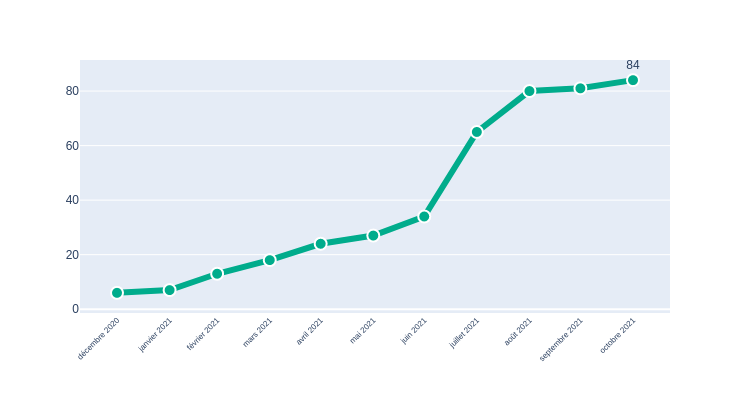 84
80
60
40
20
0
décembre 2020
janvier 2021
février 2021
mars 2021
avril 2021
mai 2021
juin 2021
juillet 2021
août 2021
septembre 2021
octobre 2021